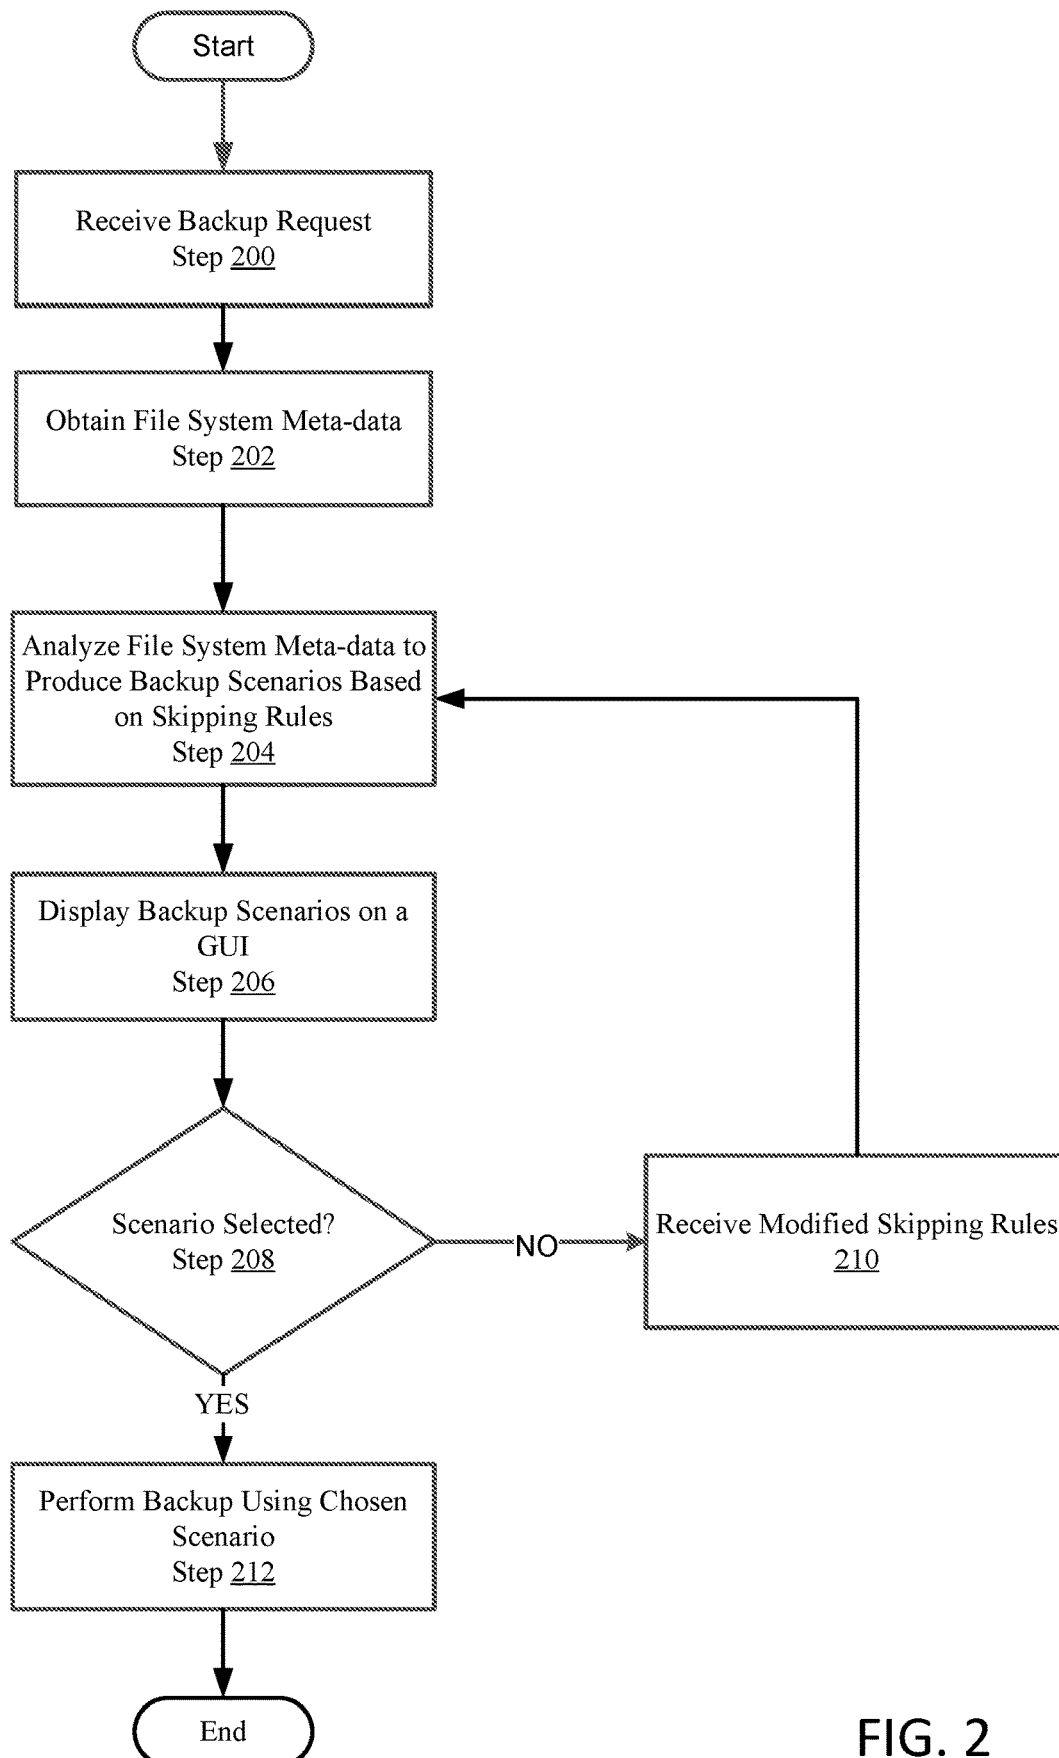 Start
Receive Backup Request
Step 200
Obtain File System Meta-data
Step 202
Analyze File System Meta-data to
Produce Backup Scenarios Based
on Skipping Rules
Step 204
Display Backup Scenarios on a
GUI
Step 206
Scenario Selected?
Step 208
NO
Receive Modified Skipping Rules
210
YES
Perform Backup Using Chosen
Scenario
Step 212
End
FIG. 2